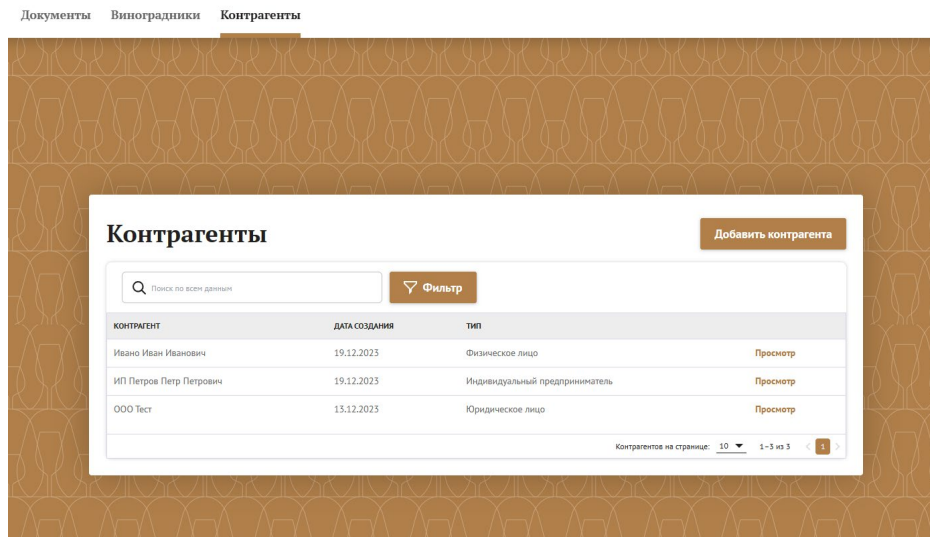 Документы Виноградники Контрагенты
Контрагенты
Добавить контрагента
Поиск по всем данным
Фильтр
КОНТРАГЕНТ ДАТА СОЗДАНИЯ ТИП
Ивано Иван Иванович 19.12.2023 Физическое лицо Просмотр
ИП Петров Петр Петрович 19.12.2023 Индивидуальный предприниматель Просмотр
ООО Тест 13.12.2023 Юридическое лицо Просмотр
Контрагентов на странице: 10 1–3 из 3 < 1 >